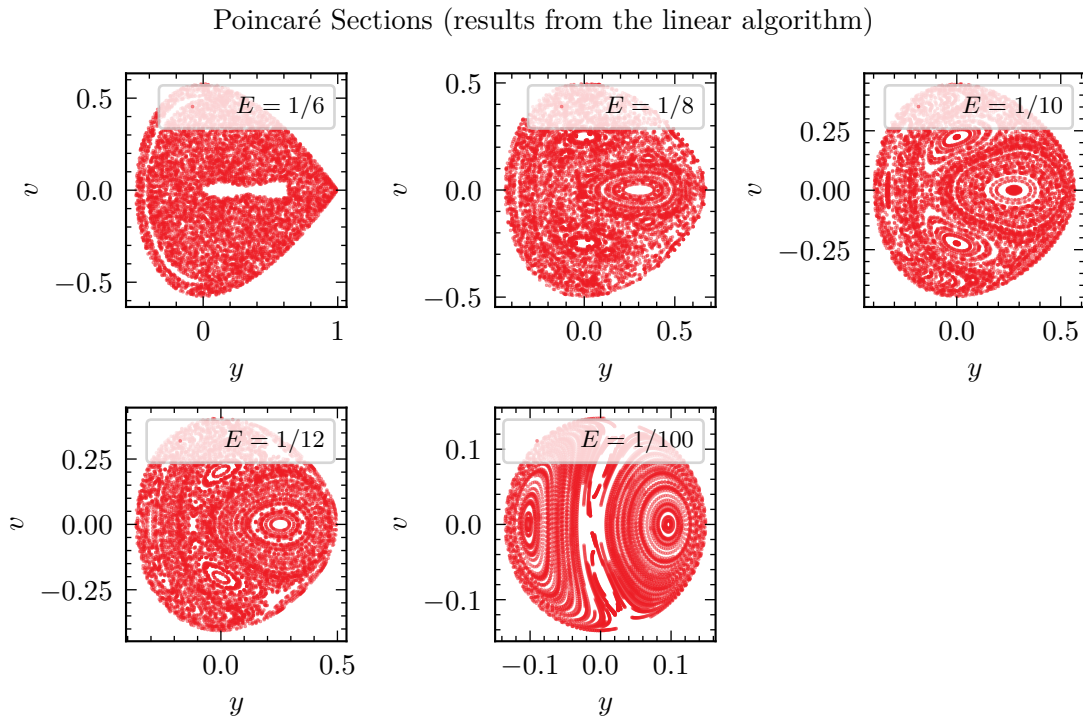 Poincaré Sections (results from the linear algorithm)
E = 1/6
0.5
0.0
−0.5
v
0
1
y
E = 1/8
0.5
0.0
−0.5
v
0.0
0.5
y
E = 1/10
0.25
0.00
−0.25
v
0.0
0.5
y
E = 1/12
0.25
0.00
−0.25
v
0.0
0.5
y
E = 1/100
0.1
0.0
−0.1
v
−0.1
0.0
0.1
y